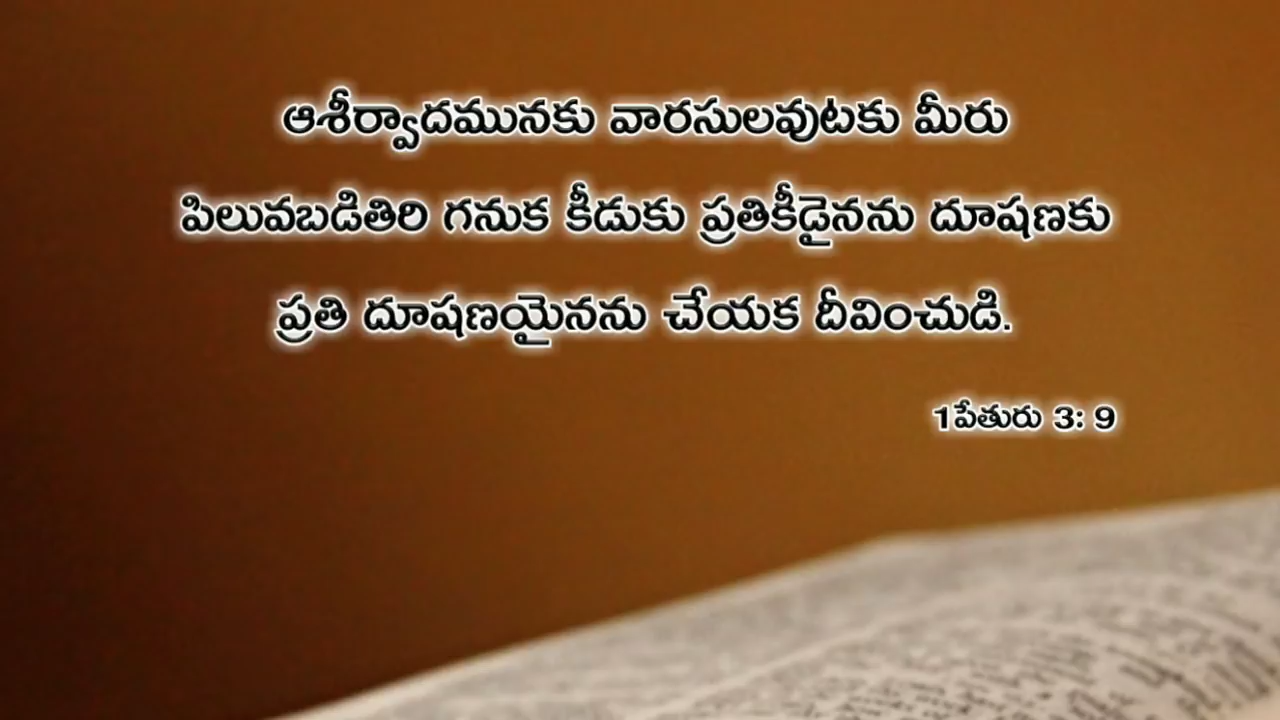 ఆశీర్వాదమునకు వారసులవుటకు మీరు
పిలువబడితిరి గనుక కీడుకు ప్రతికీడైనను దూషణకు
ప్రతి దూషణయైనను చేయక దీవించుడి.
1పేతురు 3: 9